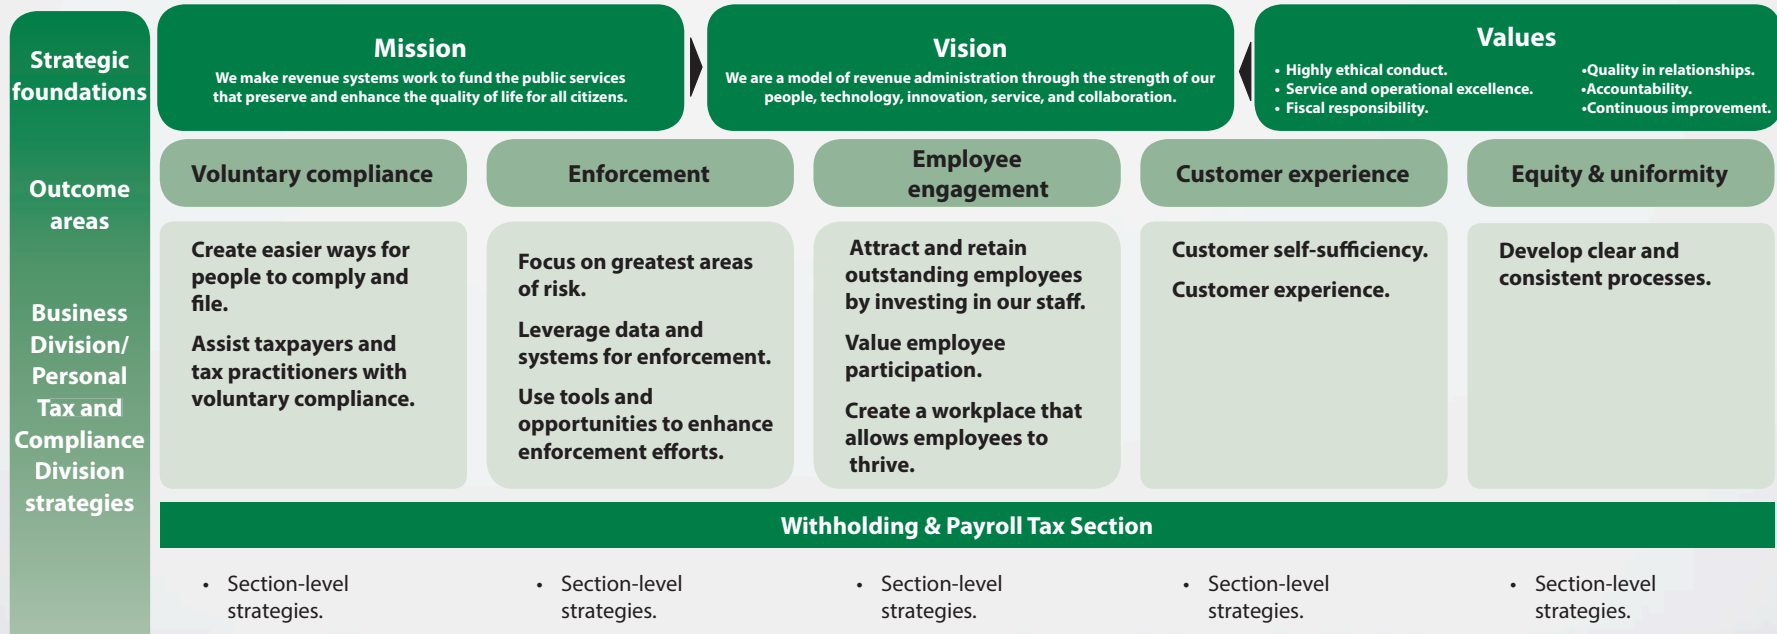 Strategic
foundations
Mission
We make revenue systems work to fund the public services
that preserve and enhance the quality of life for all citizens.
Vision
We are a model of revenue administration through the strength of our
people, technology, innovation, service, and collaboration.
Values
• Highly ethical conduct.
• Service and operational excellence.
• Fiscal responsibility.
•Quality in relationships.
•Accountability.
•Continuous improvement.
Outcome
areas
Voluntary compliance
Enforcement
Employee
engagement
Customer experience
Equity & uniformity
Business
Division/
Personal
Tax and
Compliance
Division
strategies
Create easier ways for
people to comply and
file.
Assist taxpayers and
tax practitioners with
voluntary compliance.
Focus on greatest areas
of risk.
Leverage data and
systems for enforcement.
Use tools and
opportunities to enhance
enforcement efforts.
Attract and retain
outstanding employees
by investing in our staff.
Value employee
participation.
Create a workplace that
allows employees to
thrive.
Customer self-sufficiency.
Customer experience.
Develop clear and
consistent processes.
Withholding & Payroll Tax Section
• Section-level
strategies.
• Section-level
strategies.
• Section-level
strategies.
• Section-level
strategies.
• Section-level
strategies.